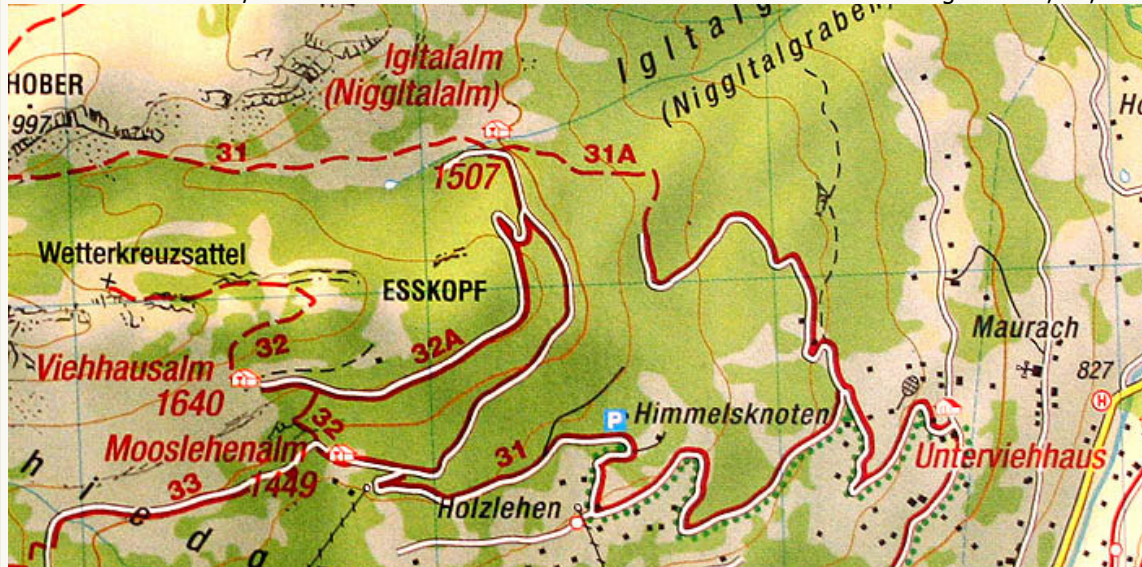 Igltalg
(Niggltalgraben)
Igltalalm
(Niggltalalm)
HOBER
1997
31
31A
1507
Wetterkreuzsattel
ESSKOPF
32
32A
Maurach
827
H
Viehhausalm
1640
P
Himmelsknoten
32
Mooslehenalm
1449
31
Unterviehhaus
33
Holzlehen
h i e d a